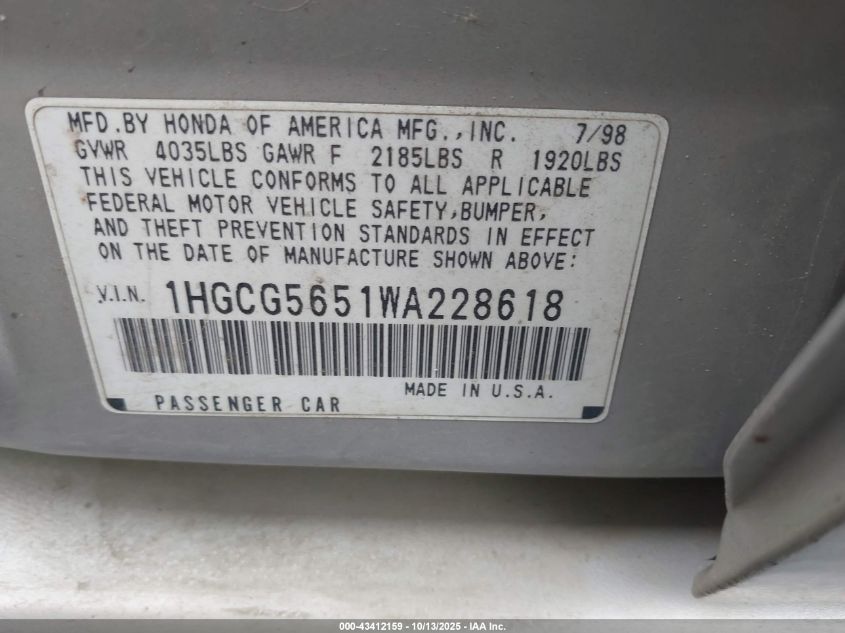 MFD.BY HONDA OF AMERICA MFG.,INC. 7/98
GVWR 4035LBS GAWR F 2185LBS R 1920LBS
THIS VEHICLE CONFORMS TO ALL APPLICABLE
FEDERAL MOTOR VEHICLE SAFETY,BUMPER,
AND THEFT PREVENTION STANDARDS IN EFFECT
ON THE DATE OF MANUFACTURE SHOWN ABOVE:
V.I.N. 1HGCG5651WA228618
MADE IN U.S.A.
PASSENGER CAR
000-43412159 - 10/13/2025 - IAA Inc.